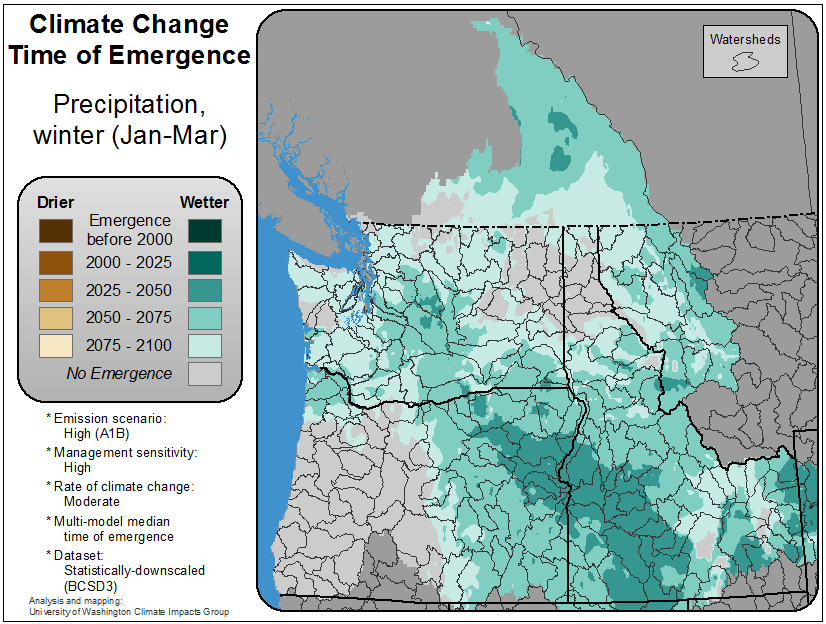 Climate Change
Time of Emergence
Precipitation,
winter (Jan-Mar)
Drier
Wetter
Emergence
before 2000
2000 - 2025
2025 - 2050
2050 - 2075
2075 - 2100
No Emergence
* Emission scenario:
High (A1B)
* Management sensitivity:
High
* Rate of climate change:
Moderate
* Multi-model median
time of emergence
* Dataset:
Statistically-downscaled
(BCSD3)
Analysis and mapping:
University of Washington Climate Impacts Group
Watersheds